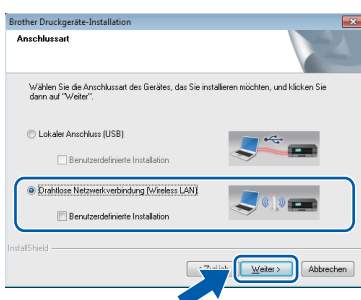 Brother Druckgeräte-Installation
Anschlussart
Wählen Sie die Anschlussart des Gerätes, das Sie installieren möchten, und klicken Sie
dann auf "Weiter".
Lokaler Anschluss (USB)
Benutzerdefinierte Installation
Drahtlose Netzwerkverbindung (Wireless LAN)
Benutzerdefinierte Installation
InstallShield
Weiter >
Abbrechen